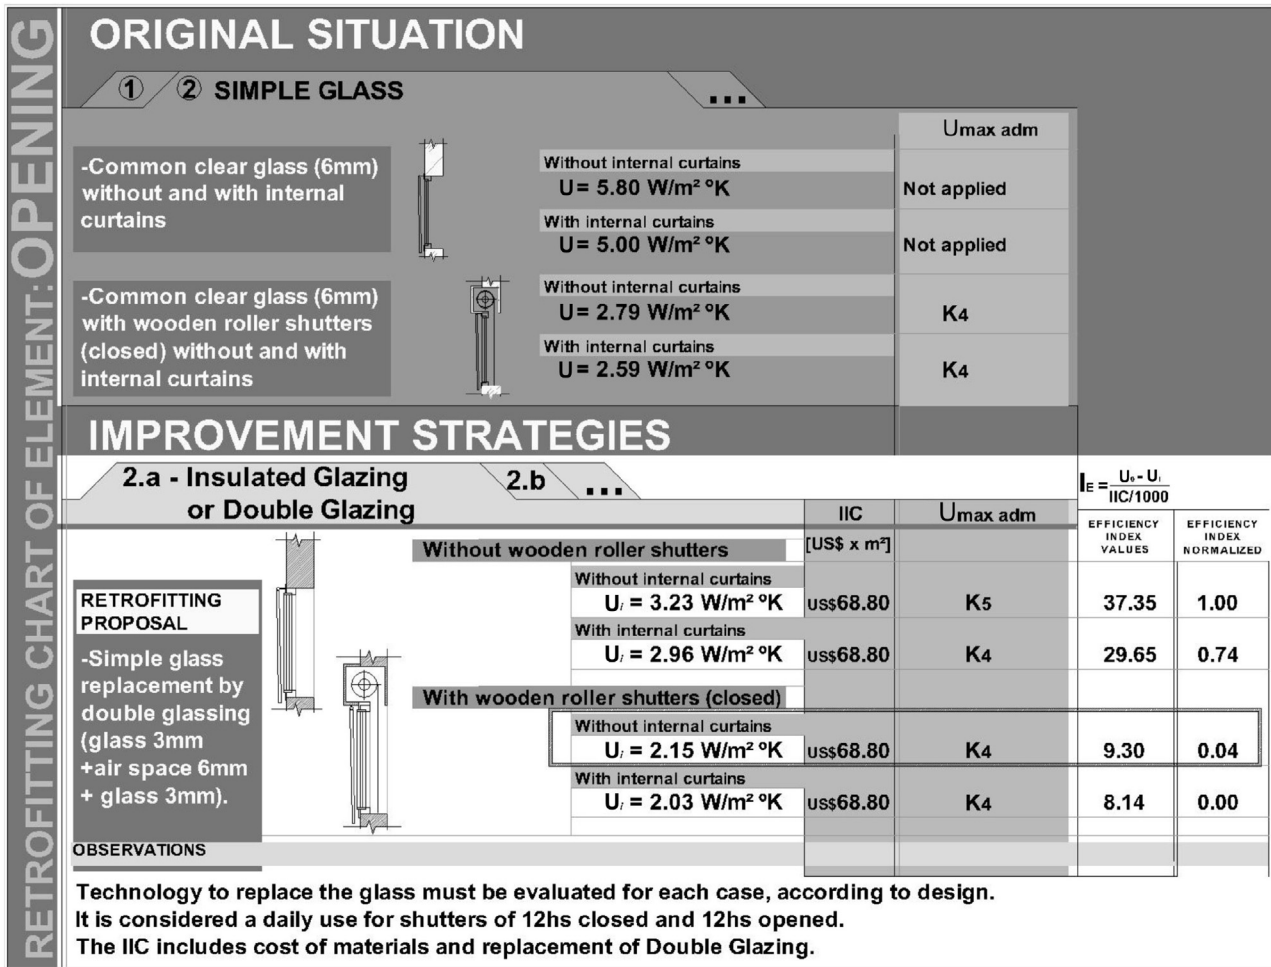 RETROFITTING CHART OF ELEMENT: OPENING
ORIGINAL SITUATION
1 2 SIMPLE GLASS ...
Umax adm
-Common clear glass (6mm)
without and with internal
curtains
Without internal curtains
U = 5.80 W/m² ºK Not applied
With internal curtains
U = 5.00 W/m² ºK Not applied
-Common clear glass (6mm)
with wooden roller shutters
(closed) without and with
internal curtains
Without internal curtains
U = 2.79 W/m² ºK K4
With internal curtains
U = 2.59 W/m² ºK K4
IMPROVEMENT STRATEGIES
2.a - Insulated Glazing
or Double Glazing
2.b ...
IE = Uo - Ui
IIC/1000
IIC
[US$ x m²]
Umax adm
EFFICIENCY
INDEX
VALUES
EFFICIENCY
INDEX
NORMALIZED
RETROFITTING
PROPOSAL
-Simple glass
replacement by
double glassing
(glass 3mm
+air space 6mm
+ glass 3mm).
Without wooden roller shutters
Without internal curtains
Ui = 3.23 W/m² ºK US$68.80 K5 37.35 1.00
With internal curtains
Ui = 2.96 W/m² ºK US$68.80 K4 29.65 0.74
With wooden roller shutters (closed)
Without internal curtains
Ui = 2.15 W/m² ºK US$68.80 K4 9.30 0.04
With internal curtains
Ui = 2.03 W/m² ºK US$68.80 K4 8.14 0.00
OBSERVATIONS
Technology to replace the glass must be evaluated for each case, according to design.
It is considered a daily use for shutters of 12hs closed and 12hs opened.
The IIC includes cost of materials and replacement of Double Glazing.